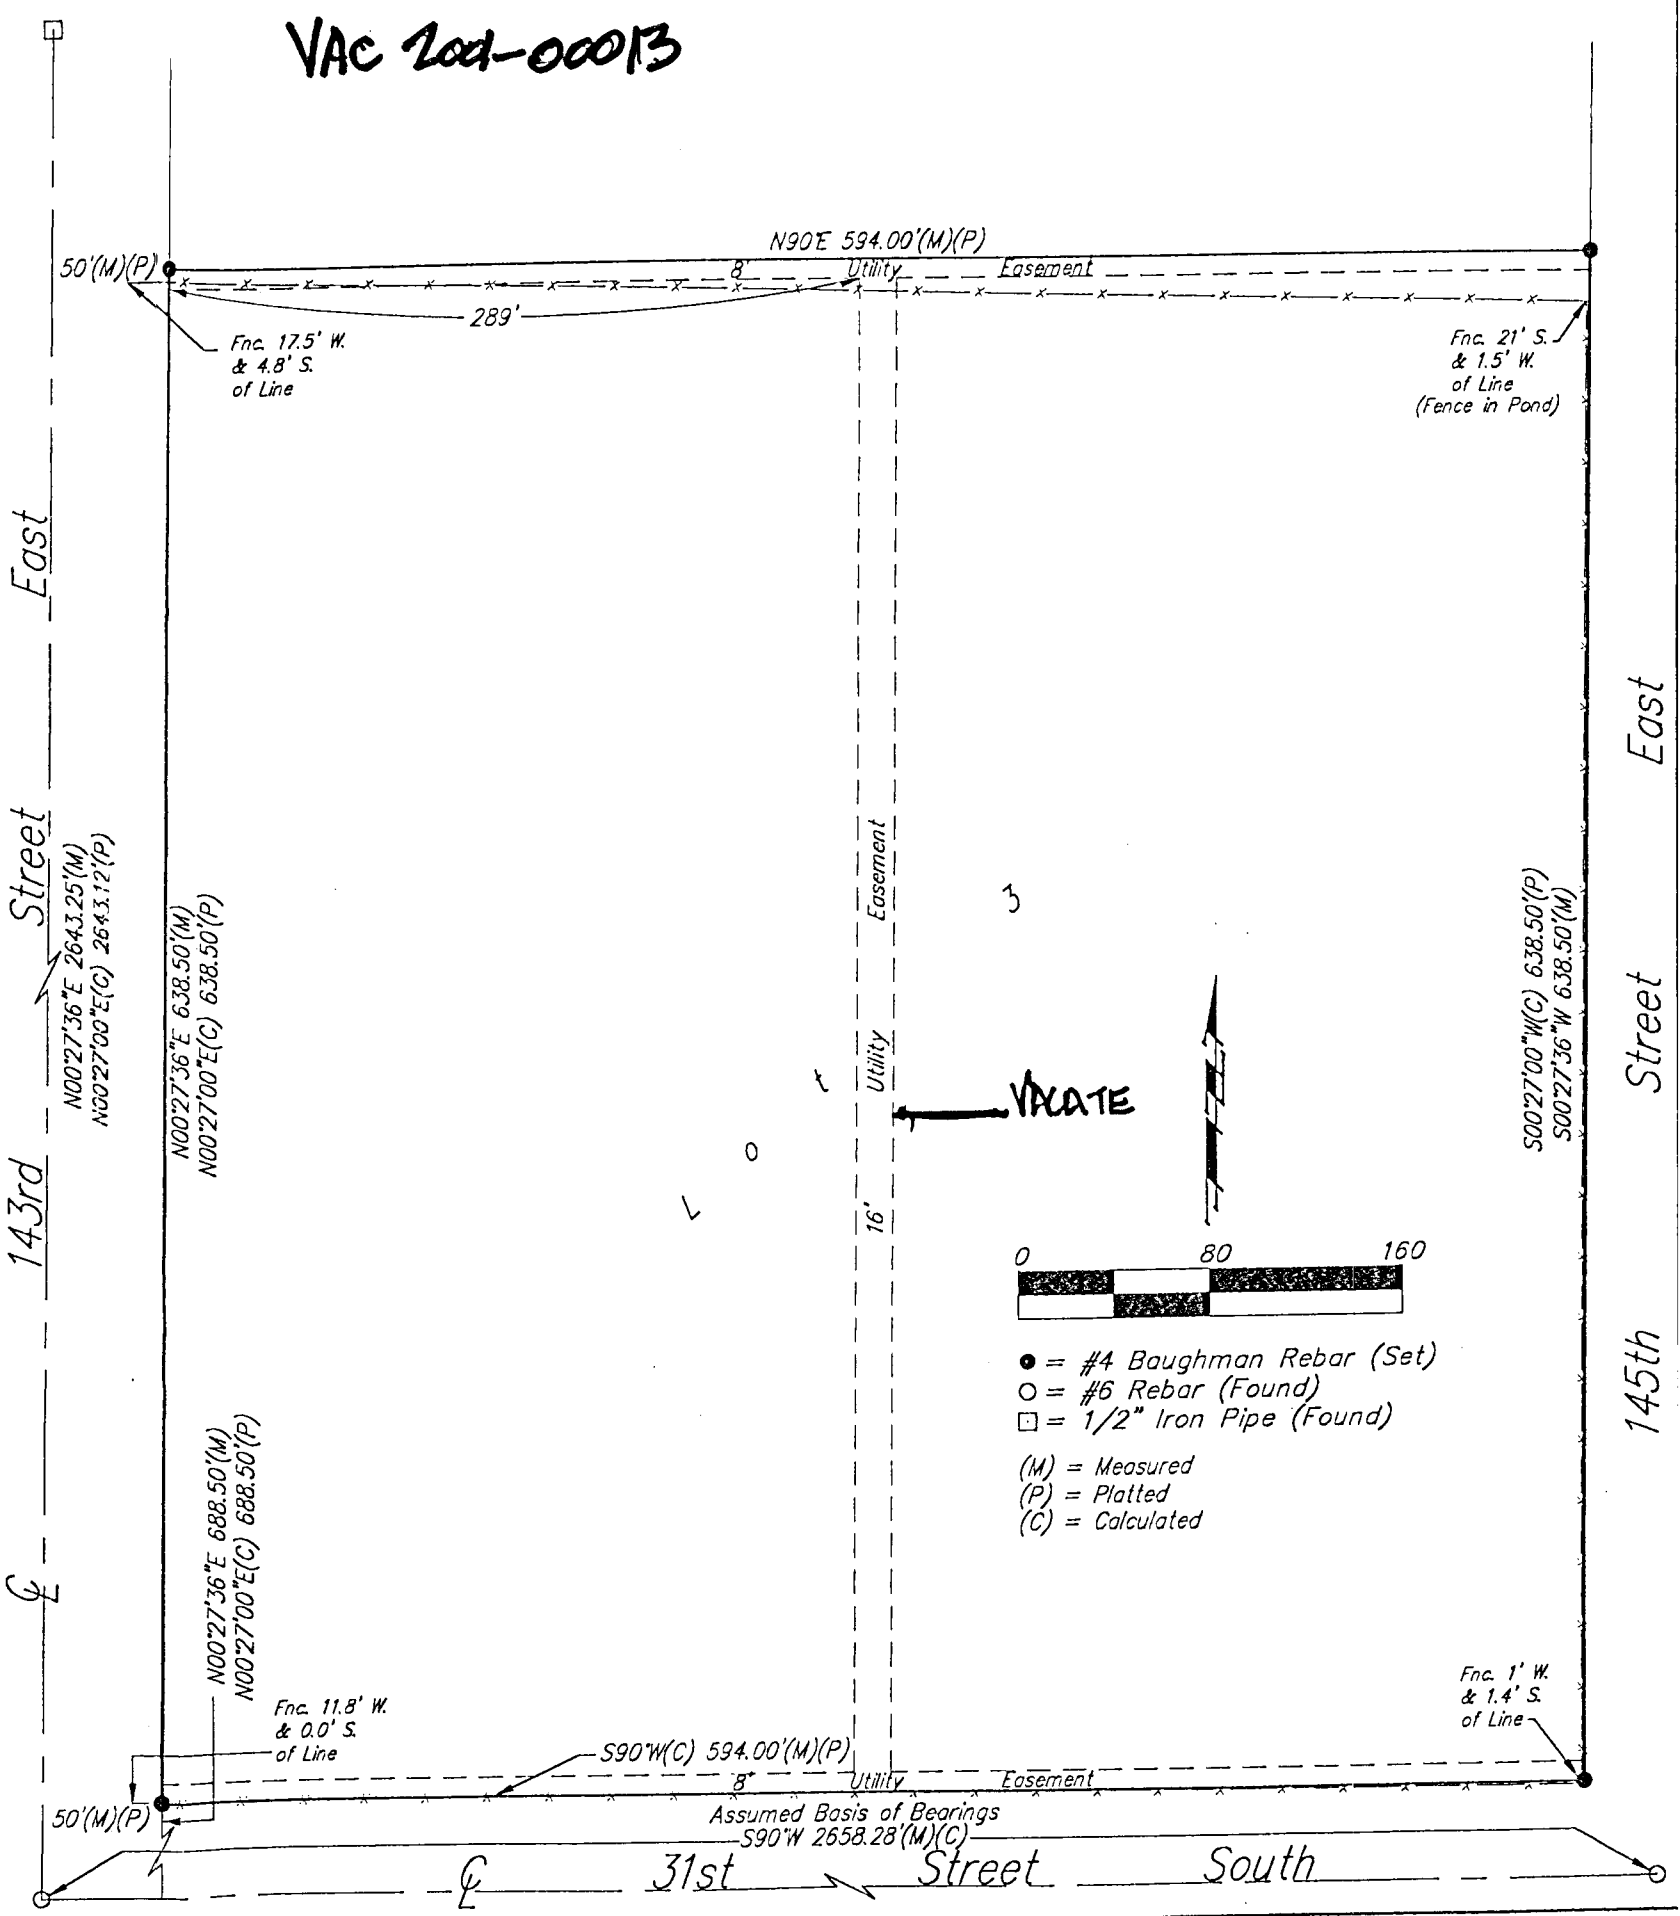 VAC 2001-00013
N90°E 594.00'(M)(P)
50'(M)(P)
8' Utility Easement
289'
Fnc. 17.5' W.
& 4.8' S.
of Line
Fnc. 21' S.
& 1.5' W.
of Line
(Fence in Pond)
143rd Street East
N00°27'36"E 2643.25'(M)
N00°27'00"E(C) 2643.12'(P)
N00°27'36"E 638.50'(M)
N00°27'00"E(C) 638.50'(P)
16' Utility Easement
Lot 3
VACATE
S00°27'00"W(C) 638.50'(P)
S00°27'36"W 638.50'(M)
145th Street East
0 80 160
= #4 Baughman Rebar (Set)
= #6 Rebar (Found)
= 1/2" Iron Pipe (Found)
(M) = Measured
(P) = Platted
(C) = Calculated
N00°27'36"E 688.50'(M)
N00°27'00"E(C) 688.50'(P)
Fnc. 11.8' W.
& 0.0' S.
of Line
Fnc. 1' W.
& 1.4' S.
of Line
S90°W(C) 594.00'(M)(P)
8' Utility Easement
50'(M)(P)
Assumed Basis of Bearings
S90°W 2658.28'(M)(C)
31st Street South